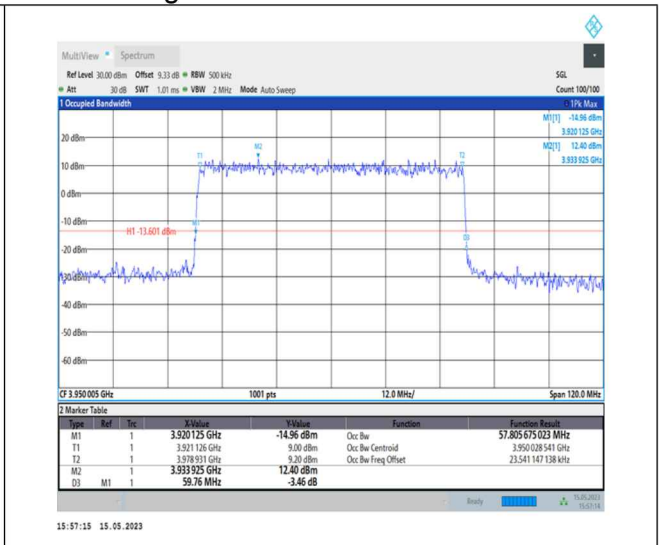 MultiView Spectrum
Ref Level 30.00 dBm Offset 9.33 dB RBW 500 kHz SGL
Att 30 dB SWT 1.01 ms VBW 2 MHz Mode Auto Sweep Count 100/100
1 Occupied Bandwidth 1Pk Max
M1[1] -14.96 dBm
3.920 125 GHz
20 dBm
M2[1] 12.40 dBm
3.933 925 GHz
M2
T1
T2
10 dBm
0 dBm
-10 dBm
M1
H1 -13.601 dBm
D3
-20 dBm
-30 dBm
-40 dBm
-50 dBm
-60 dBm
CF 3.950 005 GHz 1001 pts 12.0 MHz/ Span 120.0 MHz
2 Marker Table
Type Ref Trc X-Value Y-Value Function Function Result
M1 1 3.920 125 GHz -14.96 dBm Occ Bw 57.805 675 023 MHz
T1 1 3.921 126 GHz 9.00 dBm Occ Bw Centroid 3.950 028 541 GHz
T2 1 3.978 931 GHz 9.20 dBm Occ Bw Freq Offset 23.541 147 138 kHz
M2 1 3.933 925 GHz 12.40 dBm
D3 M1 1 59.76 MHz -3.46 dB
Ready 15.05.2023
15:57:14
15:57:15 15.05.2023